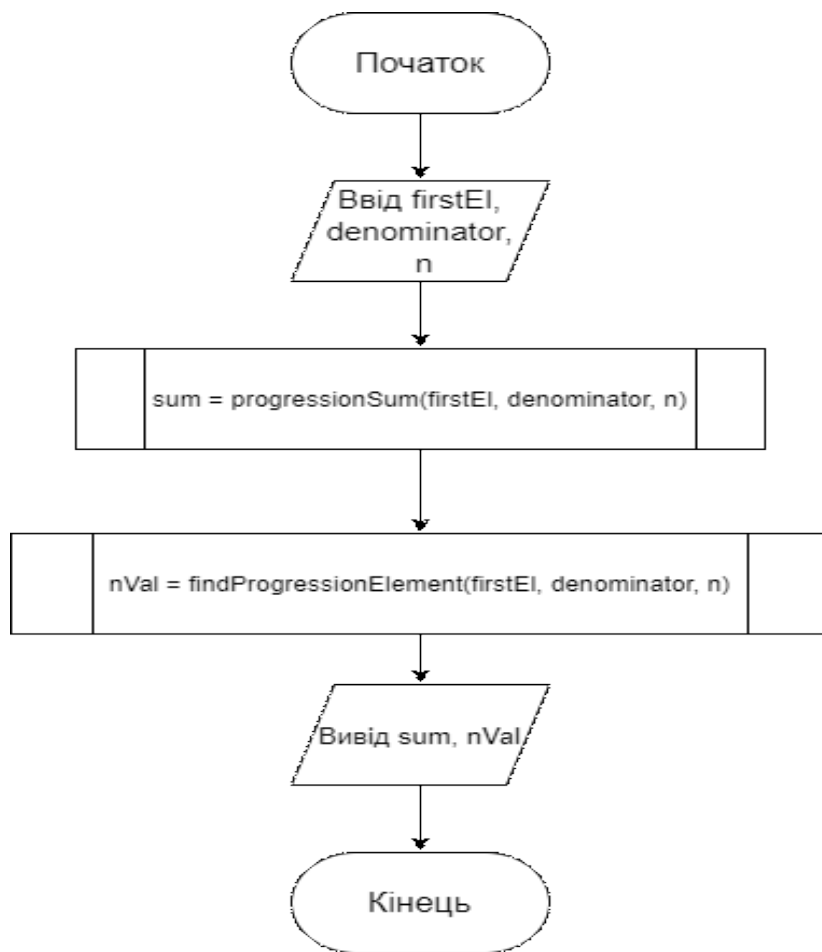 Початок
Ввід firstEl,
denominator,
n
sum = progressionSum(firstEl, denominator, n)
nVal = findProgressionElement(firstEl, denominator, n)
Вивід sum, nVal
Кінець